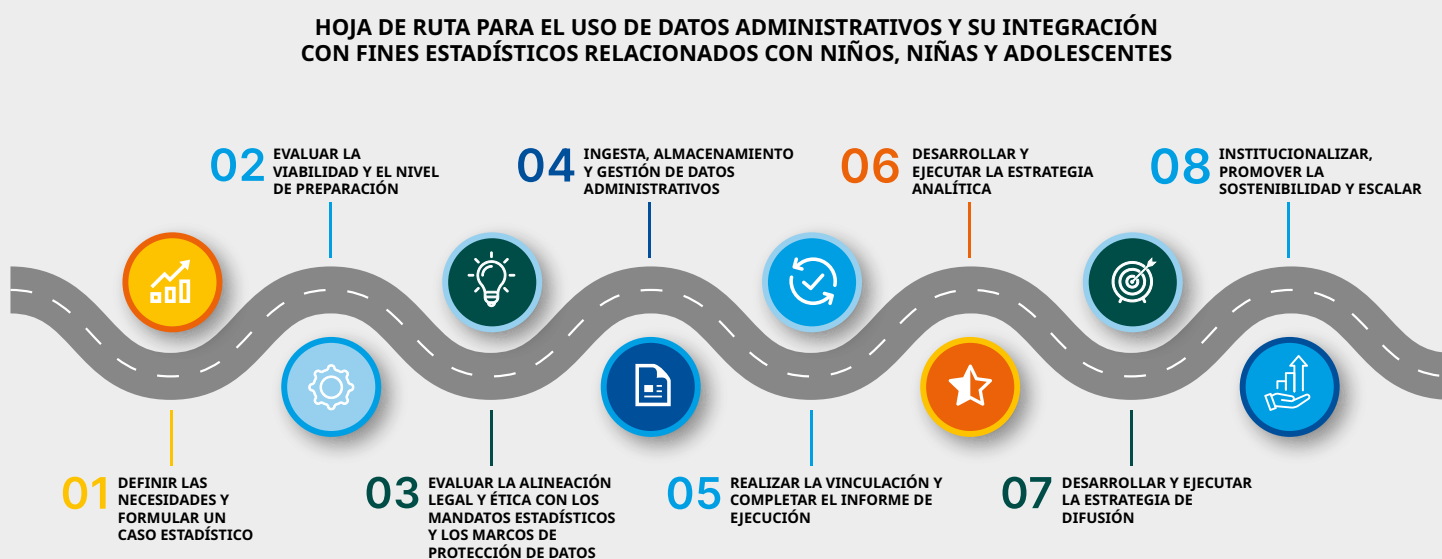 HOJA DE RUTA PARA EL USO DE DATOS ADMINISTRATIVOS Y SU INTEGRACIÓN
CON FINES ESTADÍSTICOS RELACIONADOS CON NIÑOS, NIÑAS Y ADOLESCENTES
01
DEFINIR LAS
NECESIDADES Y
FORMULAR UN
CASO ESTADÍSTICO
02
EVALUAR LA
VIABILIDAD Y EL NIVEL
DE PREPARACIÓN
03
EVALUAR LA ALINEACIÓN
LEGAL Y ÉTICA CON LOS
MANDATOS ESTADÍSTICOS
Y LOS MARCOS DE
PROTECCIÓN DE DATOS
04
INGESTA, ALMACENAMIENTO
Y GESTIÓN DE DATOS
ADMINISTRATIVOS
05
REALIZAR LA VINCULACIÓN Y
COMPLETAR EL INFORME DE
EJECUCIÓN
06
DESARROLLAR Y
EJECUTAR LA ESTRATEGIA
ANALÍTICA
07
DESARROLLAR Y EJECUTAR
LA ESTRATEGIA DE
DIFUSIÓN
08
INSTITUCIONALIZAR,
PROMOVER LA
SOSTENIBILIDAD Y ESCALAR